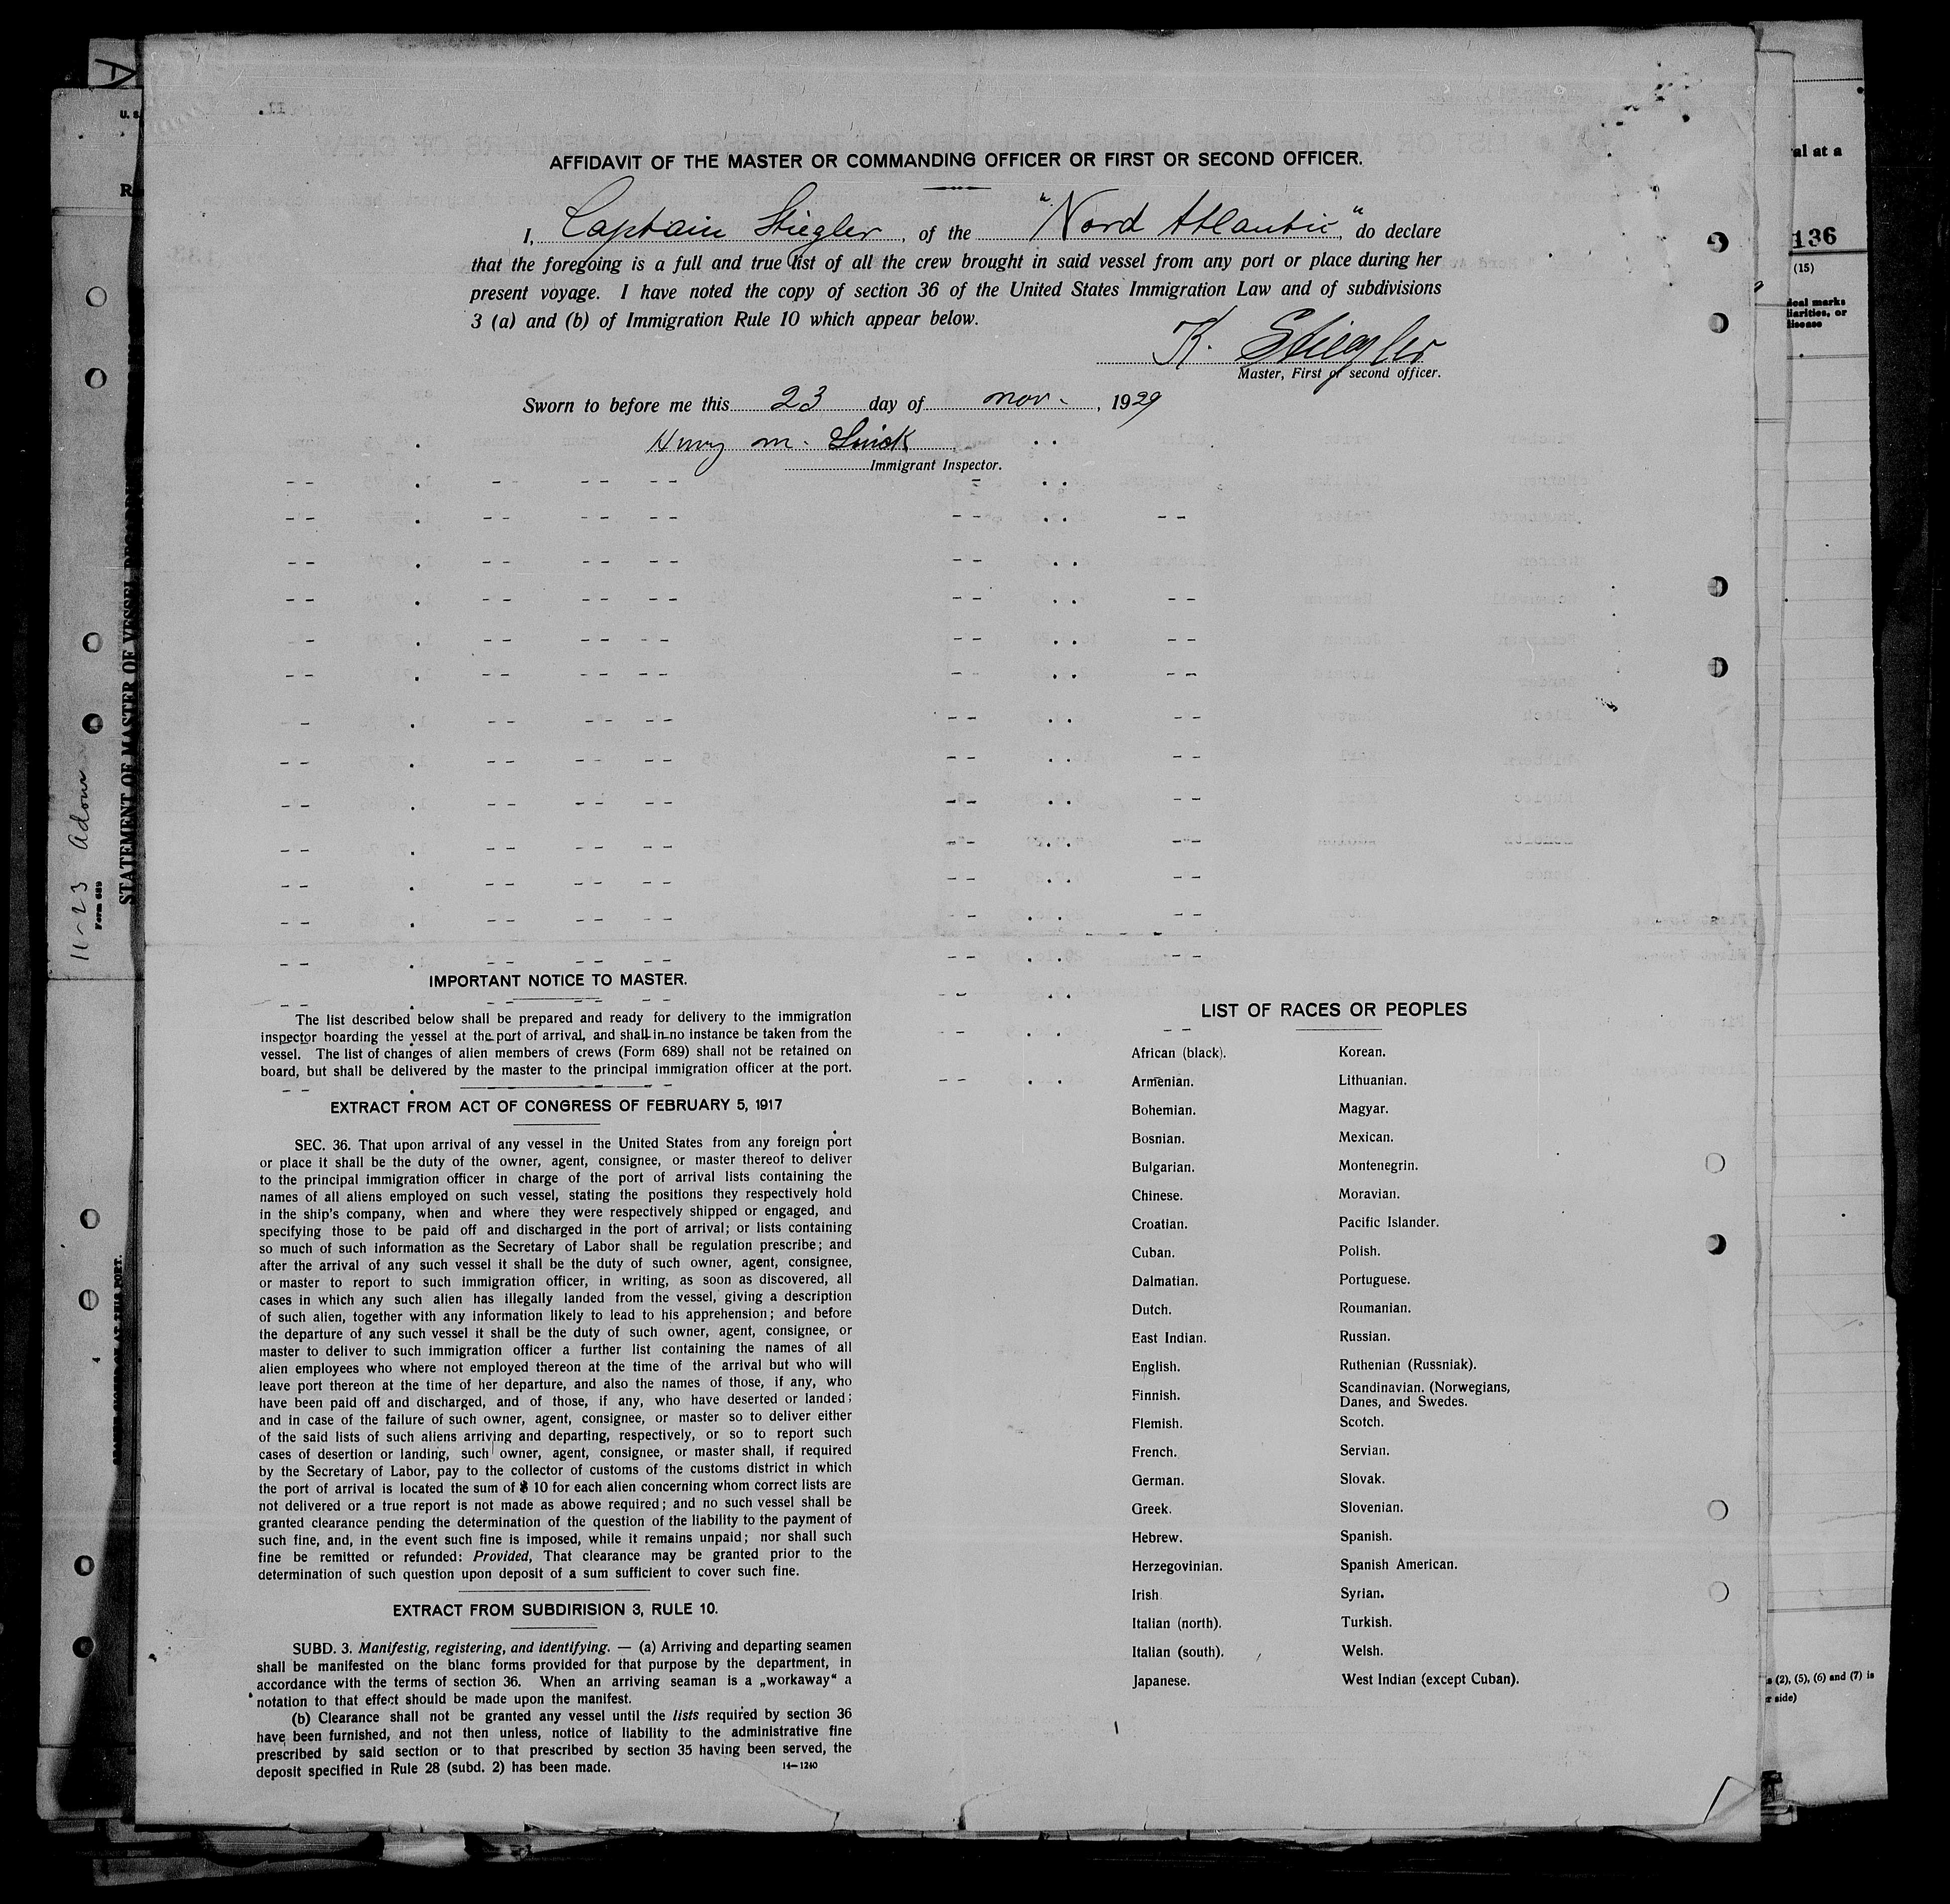 AFFIDAVIT OF THE MASTER OR COMMANDING OFFICER OR FIRST OR SECOND OFFICER.
I, Captain Stiegler, of the "Nord Atlantic", do declare
that the foregoing is a full and true list of all the crew brought in said vessel from any port or place during her
present voyage. I have noted the copy of section 36 of the United States Immigration Law and of subdivisions
3 (a) and (b) of Immigration Rule 10 which appear below.
K. Stiegler
Master, First or second officer.
Sworn to before me this 23 day of nov. , 1929
Henry m.
Immigrant Inspector.
IMPORTANT NOTICE TO MASTER.
The list described below shall be prepared and ready for delivery to the immigration
inspector boarding the vessel at the port of arrival, and shall in no instance be taken from the
vessel. The list of changes of alien members of crews (Form 689) shall not be retained on
board, but shall be delivered by the master to the principal immigration officer at the port.
EXTRACT FROM ACT OF CONGRESS OF FEBRUARY 5, 1917
SEC. 36. That upon arrival of any vessel in the United States from any foreign port
or place it shall be the duty of the owner, agent, consignee, or master thereof to deliver
to the principal immigration officer in charge of the port of arrival lists containing the
names of all aliens employed on such vessel, stating the positions they respectively hold
in the ship's company, when and where they were respectively shipped or engaged, and
specifying those to be paid off and discharged in the port of arrival; or lists containing
so much of such information as the Secretary of Labor shall be regulation prescribe; and
after the arrival of any such vessel it shall be the duty of such owner, agent, consignee,
or master to report to such immigration officer, in writing, as soon as discovered, all
cases in which any such alien has illegally landed from the vessel, giving a description
of such alien, together with any information likely to lead to his apprehension; and before
the departure of any such vessel it shall be the duty of such owner, agent, consignee, or
master to deliver to such immigration officer a further list containing the names of all
alien employees who where not employed thereon at the time of the arrival but who will
leave port thereon at the time of her departure, and also the names of those, if any, who
have been paid off and discharged, and of those, if any, who have deserted or landed;
and in case of the failure of such owner, agent, consignee, or master so to deliver either
of the said lists of such aliens arriving and departing, respectively, or so to report such
cases of desertion or landing, such owner, agent, consignee, or master shall, if required
by the Secretary of Labor, pay to the collector of customs of the customs district in which
the port of arrival is located the sum of $ 10 for each alien concerning whom correct lists are
not delivered or a true report is not made as abowe required; and no such vessel shall be
granted clearance pending the determination of the question of the liability to the payment of
such fine, and, in the event such fine is imposed, while it remains unpaid; nor shall such
fine be remitted or refunded: Provided, That clearance may be granted prior to the
determination of such question upon deposit of a sum sufficient to cover such fine.
EXTRACT FROM SUBDIRISION 3, RULE 10.
SUBD. 3. Manifestig, registering, and identifying. — (a) Arriving and departing seamen
shall be manifested on the blanc forms provided for that purpose by the department, in
accordance with the terms of section 36. When an arriving seaman is a „workaway“ a
notation to that effect should be made upon the manifest.
(b) Clearance shall not be granted any vessel until the lists required by section 36
have been furnished, and not then unless, notice of liability to the administrative fine
prescribed by said section or to that prescribed by section 35 having been served, the
deposit specified in Rule 28 (subd. 2) has been made.
14—1240
LIST OF RACES OR PEOPLES
African (black).
Armenian.
Bohemian.
Bosnian.
Bulgarian.
Chinese.
Croatian.
Cuban.
Dalmatian.
Dutch.
East Indian.
English.
Finnish.
Flemish.
French.
German.
Greek.
Hebrew.
Herzegovinian.
Irish
Italian (north).
Italian (south).
Japanese.
Korean.
Lithuanian.
Magyar.
Mexican.
Montenegrin.
Moravian.
Pacific Islander.
Polish.
Portuguese.
Roumanian.
Russian.
Ruthenian (Russniak).
Scandinavian. (Norwegians,
Danes, and Swedes.
Scotch.
Servian.
Slovak.
Slovenian.
Spanish.
Spanish American.
Syrian.
Turkish.
Welsh.
West Indian (except Cuban).
11-23
Form 689
STATEMENT OF MASTER OF VESSEL
al at a
136
(15)
marks
or
disease
(2), (5), (6) and (7) is
side)